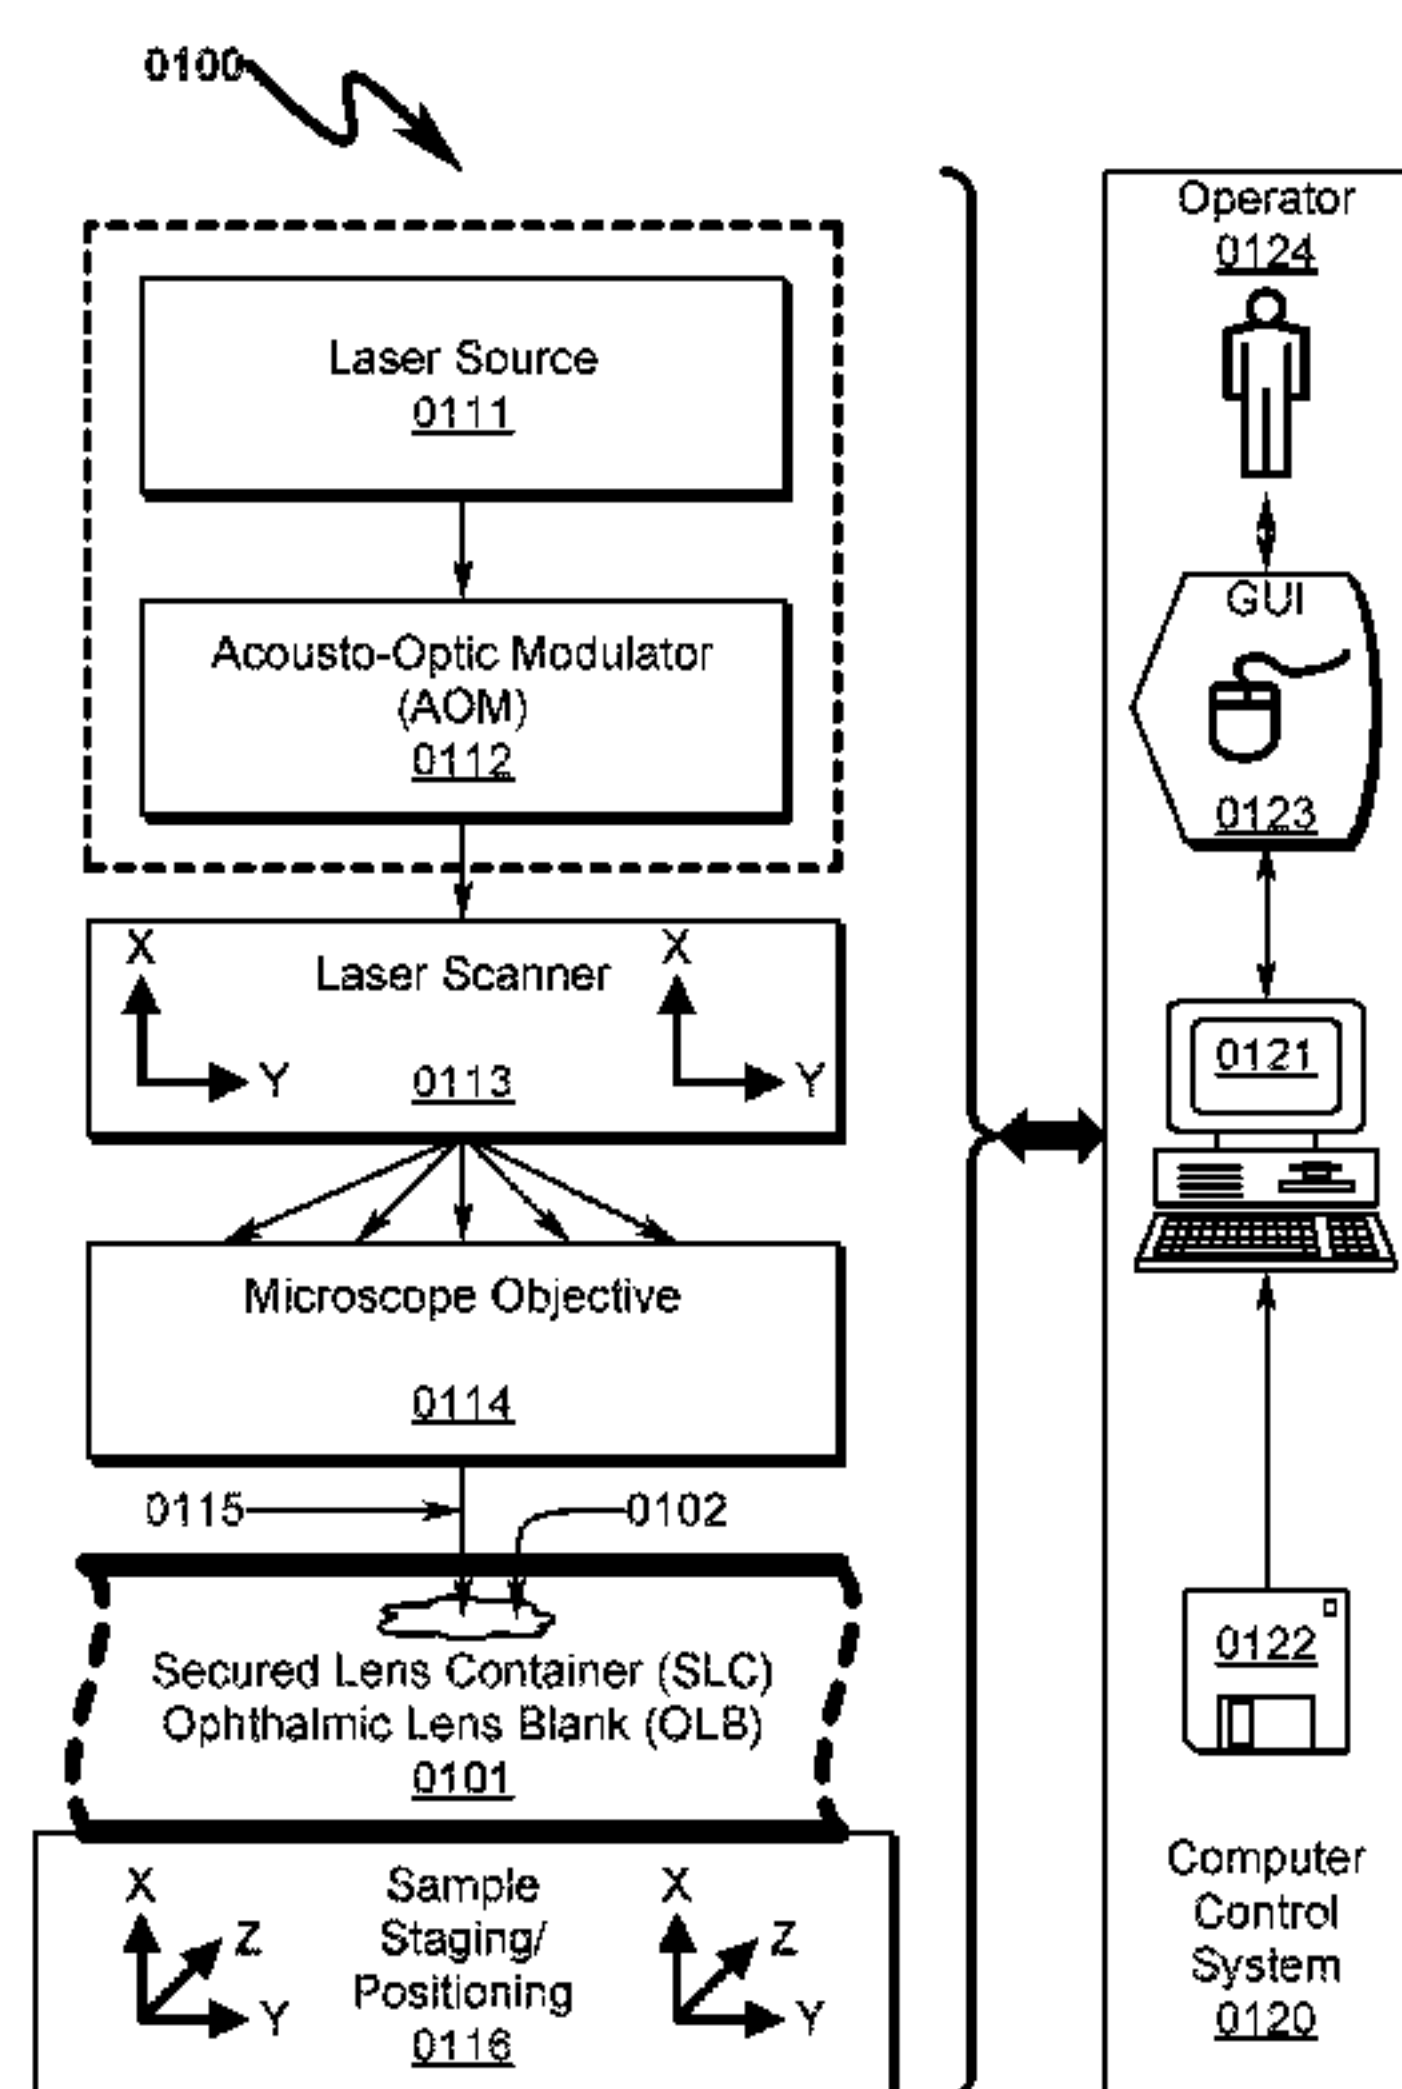 0100
Laser Source
0111
Acousto-Optic Modulator
(AOM)
0112
X
Y
Laser Scanner
0113
X
Y
Microscope Objective
0114
0115
0102
Secured Lens Container (SLC)
Ophthalmic Lens Blank (OLB)
0101
X
Z
Y
Sample
Staging/
Positioning
0116
X
Z
Y
Operator
0124
GUI
0123
0121
0122
Computer
Control
System
0120